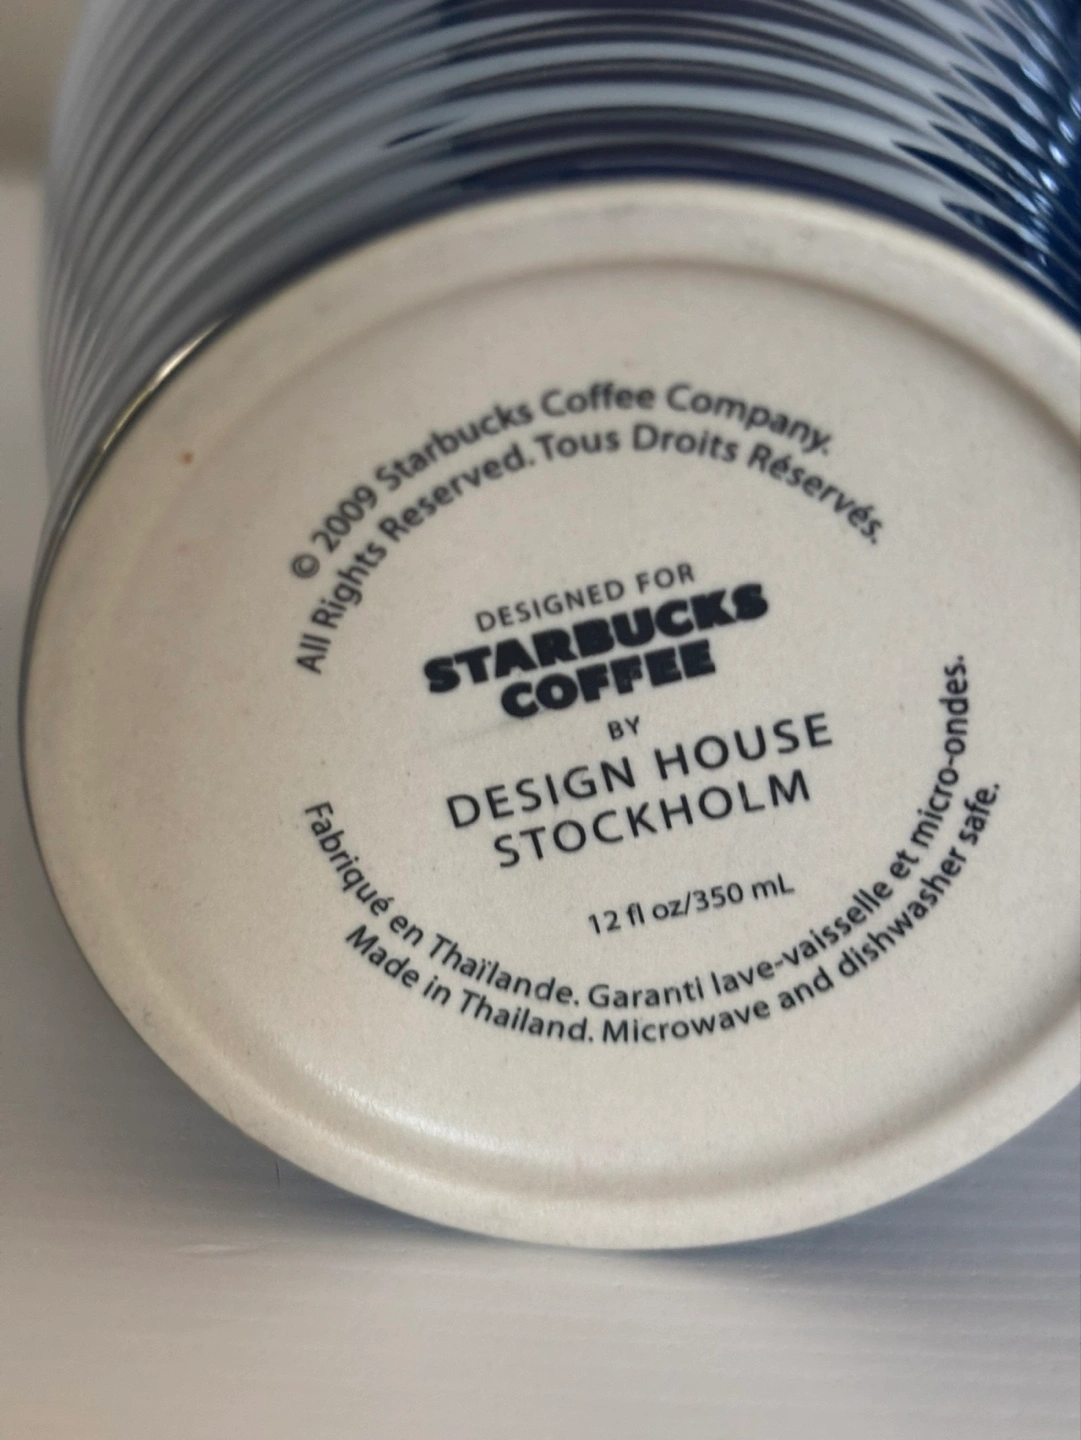 © 2009 Starbucks Coffee Company.
All Rights Reserved. Tous Droits Réservés.
DESIGNED FOR
STARBUCKS
COFFEE
BY
DESIGN HOUSE
STOCKHOLM
12 fl oz/350 mL
Fabriqué en Thaïlande. Garanti lave-vaisselle et micro-ondes.
Made in Thailand. Microwave and dishwasher safe.